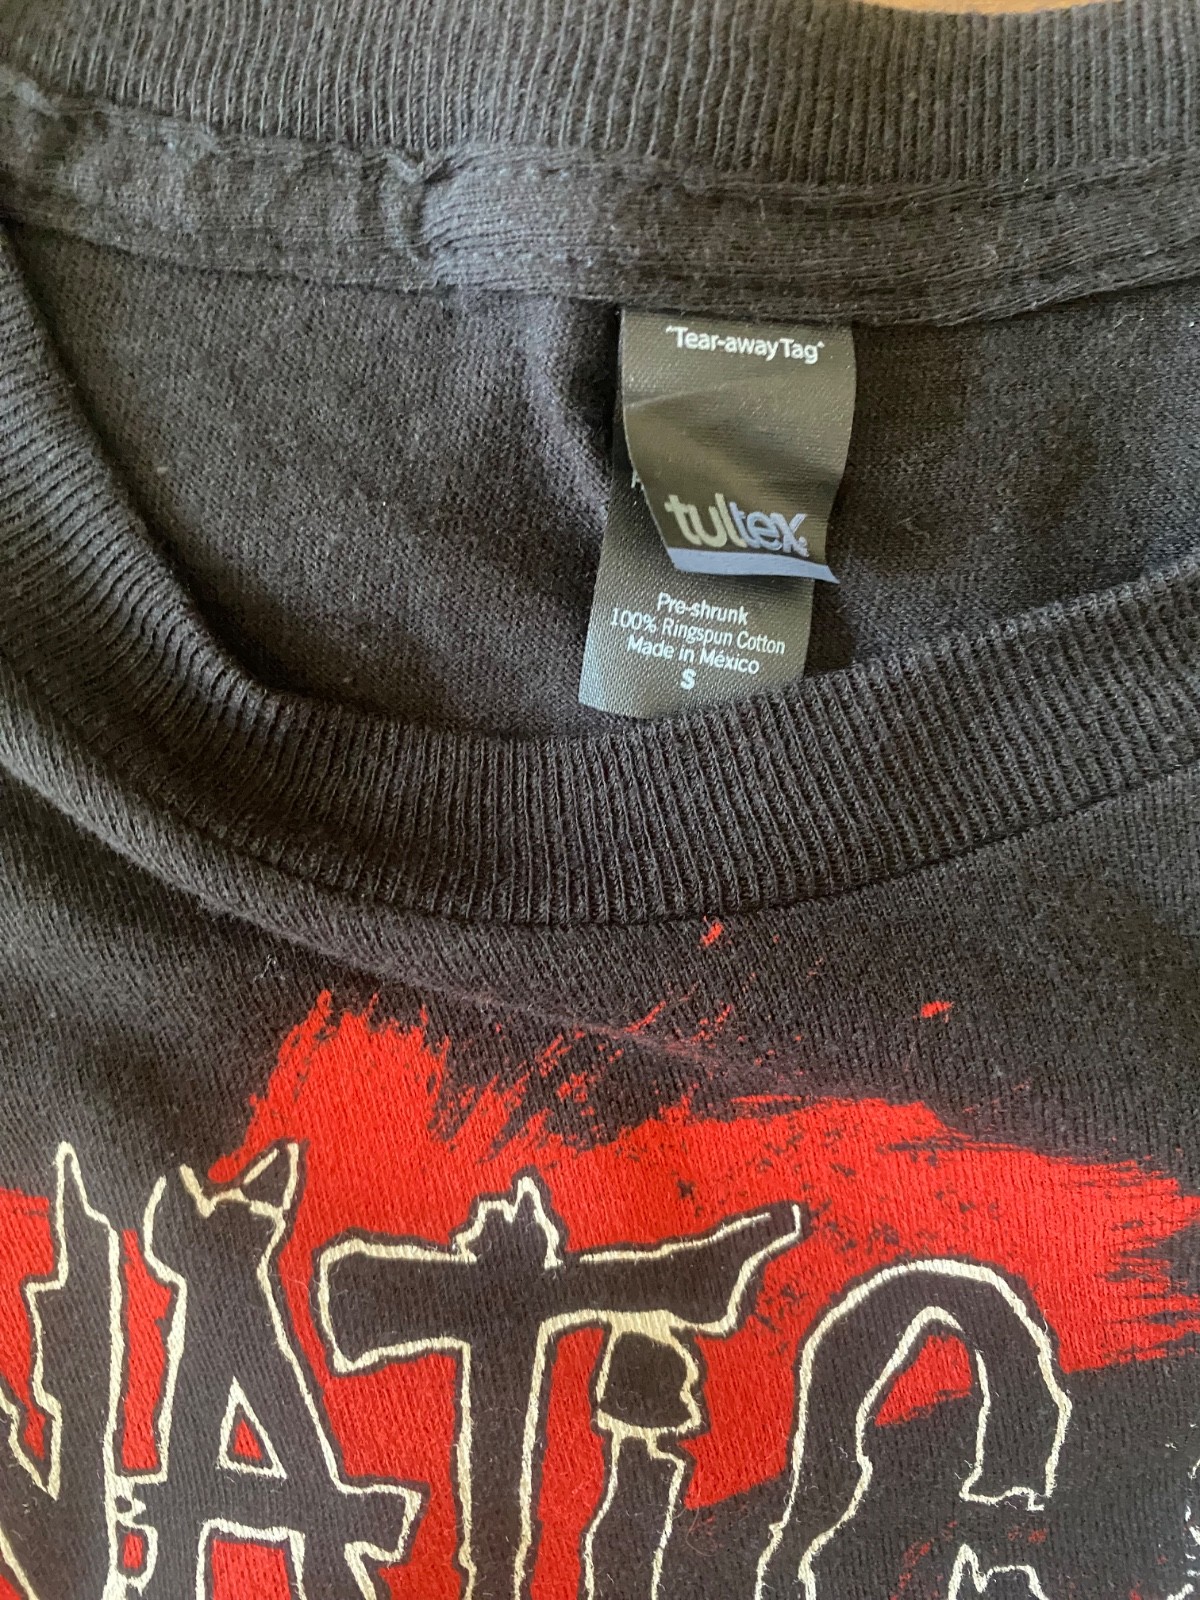 "Tear-away Tag"
tultex
Pre-shrunk
100% Ringspun Cotton
Made in México
S